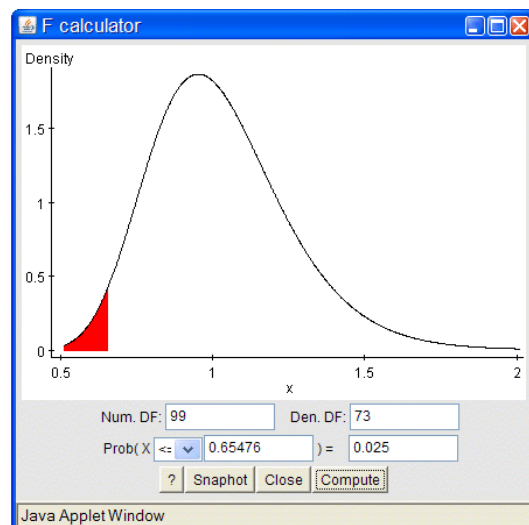 F calculator
Density
1.5
1
0.5
0
0.5 1 1.5 2
x
Num. DF: 99 Den. DF: 73
Prob( X <= 0.65476 ) = 0.025
? Snaphot Close Compute
Java Applet Window